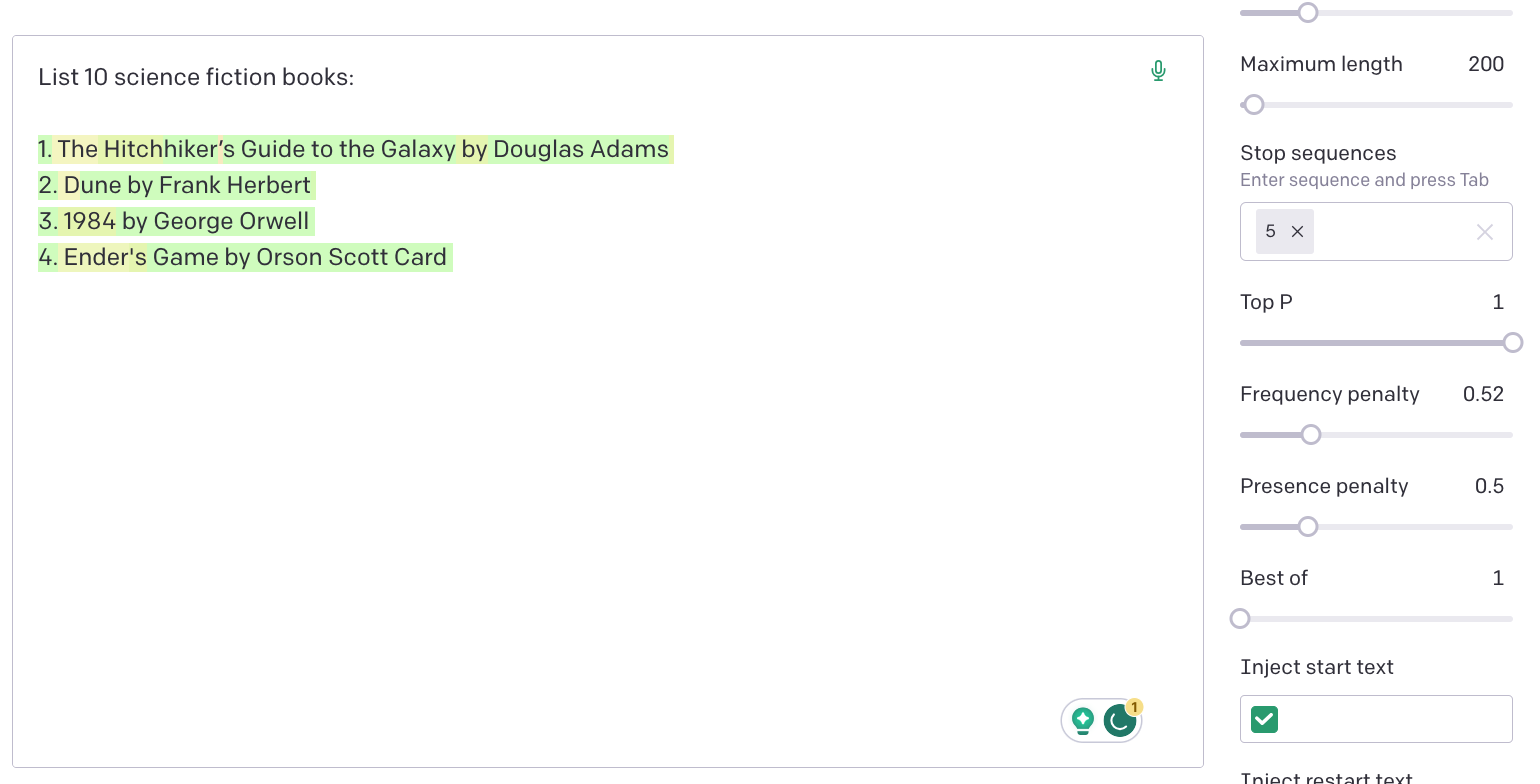 List 10 science fiction books:
1. The Hitchhiker’s Guide to the Galaxy by Douglas Adams
2. Dune by Frank Herbert
3. 1984 by George Orwell
4. Ender's Game by Orson Scott Card
1
Maximum length 200
Stop sequences
Enter sequence and press Tab
5
Top P 1
Frequency penalty 0.52
Presence penalty 0.5
Best of 1
Inject start text
Inject restart text